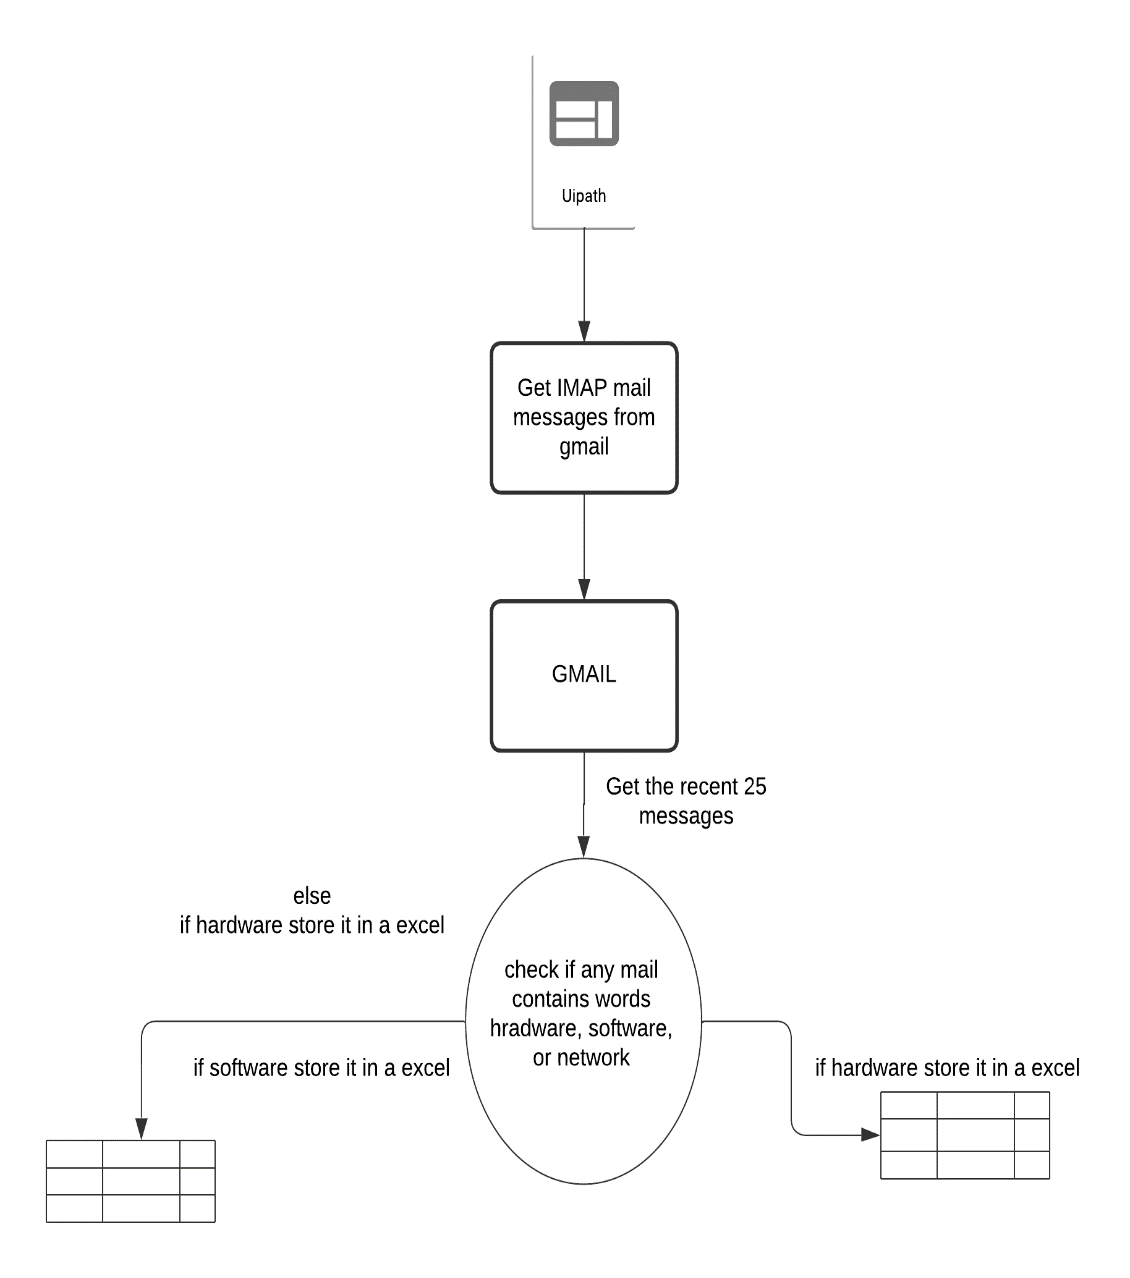 Uipath
Get IMAP mail
messages from
gmail
GMAIL
Get the recent 25
messages
else
if hardware store it in a excel
check if any mail
contains words
hradware, software,
or network
if software store it in a excel
if hardware store it in a excel